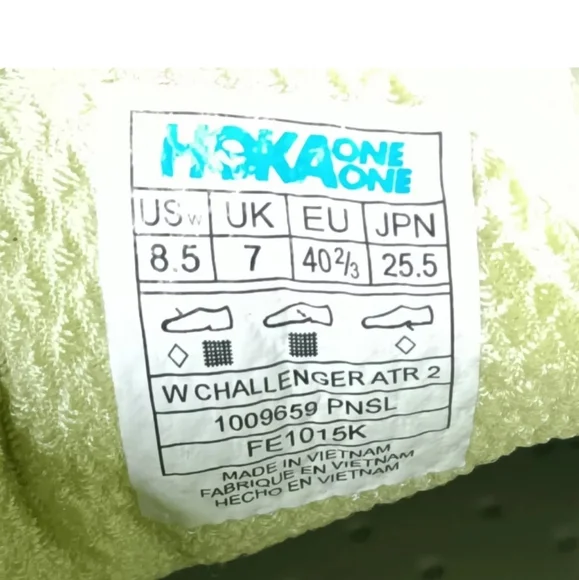 HOKA ONE ONE
USw UK EU JPN
8.5 7 40 2/3 25.5
W CHALLENGER ATR 2
1009659 PNSL
FE1015K
MADE IN VIETNAM
FABRIQUE EN VIETNAM
HECHO EN VIETNAM